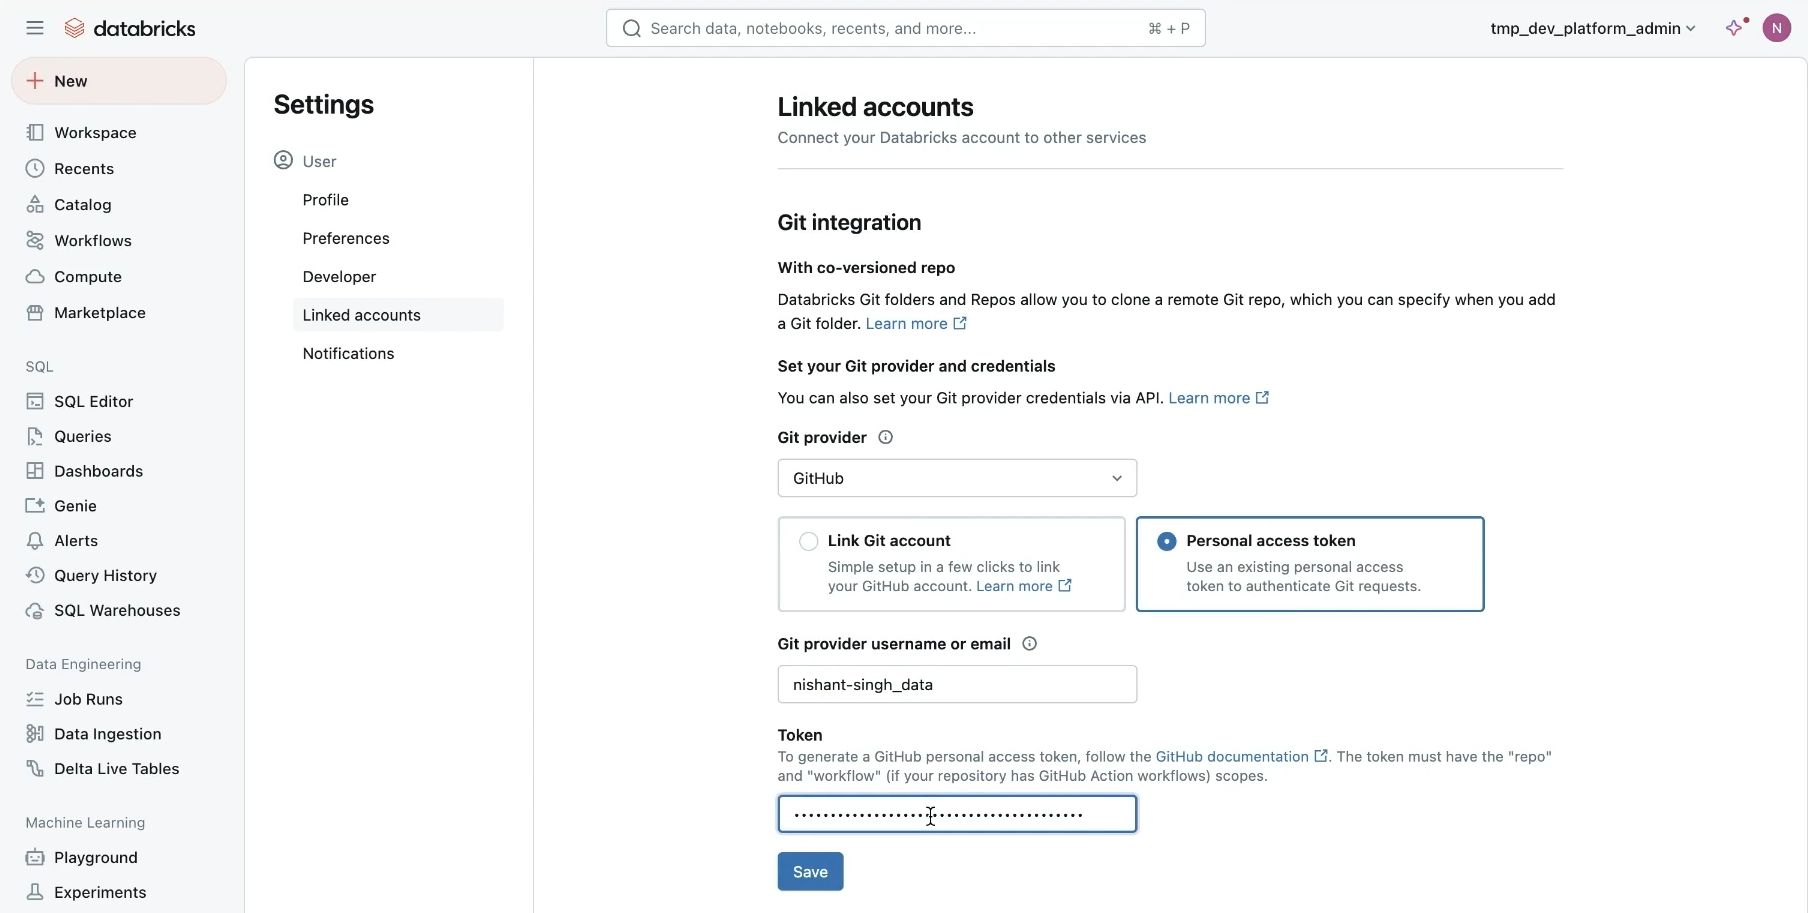 databricks
Search data, notebooks, recents, and more...
⌘ + P
tmp_dev_platform_admin
N
New
Workspace
Recents
Catalog
Workflows
Compute
Marketplace
SQL
SQL Editor
Queries
Dashboards
Genie
Alerts
Query History
SQL Warehouses
Data Engineering
Job Runs
Data Ingestion
Delta Live Tables
Machine Learning
Playground
Experiments
Settings
User
Profile
Preferences
Developer
Linked accounts
Notifications
Linked accounts
Connect your Databricks account to other services
Git integration
With co-versioned repo
Databricks Git folders and Repos allow you to clone a remote Git repo, which you can specify when you add
a Git folder. Learn more
Set your Git provider and credentials
You can also set your Git provider credentials via API. Learn more
Git provider
GitHub
Link Git account
Simple setup in a few clicks to link
your GitHub account. Learn more
Personal access token
Use an existing personal access
token to authenticate Git requests.
Git provider username or email
nishant-singh_data
Token
To generate a GitHub personal access token, follow the GitHub documentation. The token must have the "repo"
and "workflow" (if your repository has GitHub Action workflows) scopes.
Save